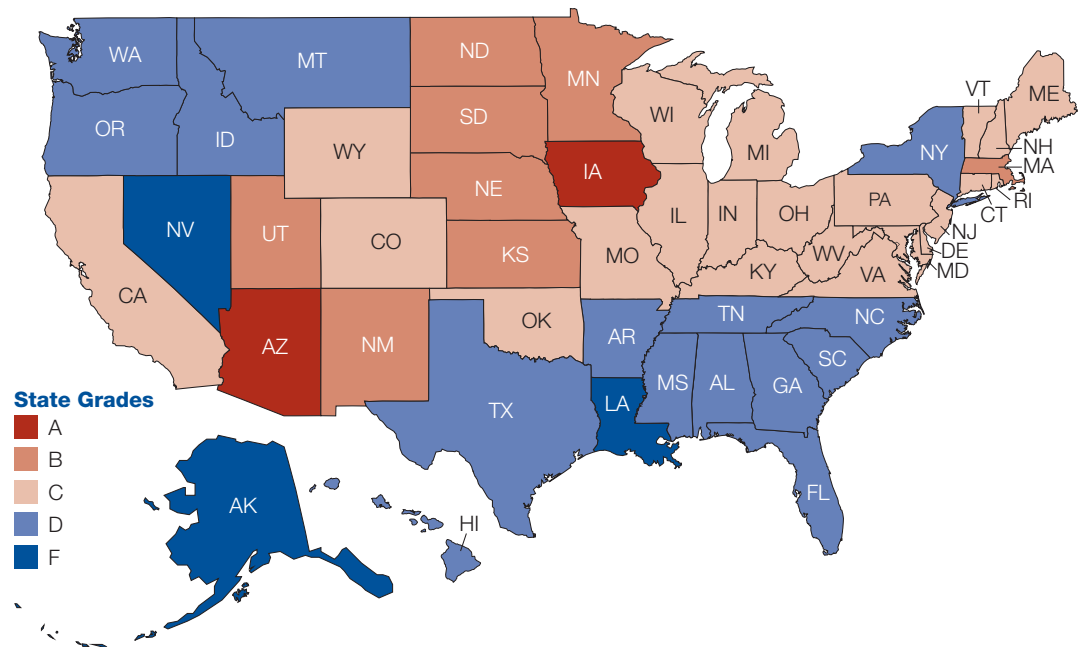 WA
MT
ND
MN
VT
ME
OR
ID
SD
WI
MI
NY
NH
MA
WY
IA
NE
RI
CT
PA
NV
UT
CO
IL
IN
OH
NJ
DE
MD
KS
MO
WV
KY
VA
CA
OK
TN
NC
AZ
NM
AR
SC
MS
AL
GA
TX
LA
State Grades
A
B
C
D
F
AK
HI
FL